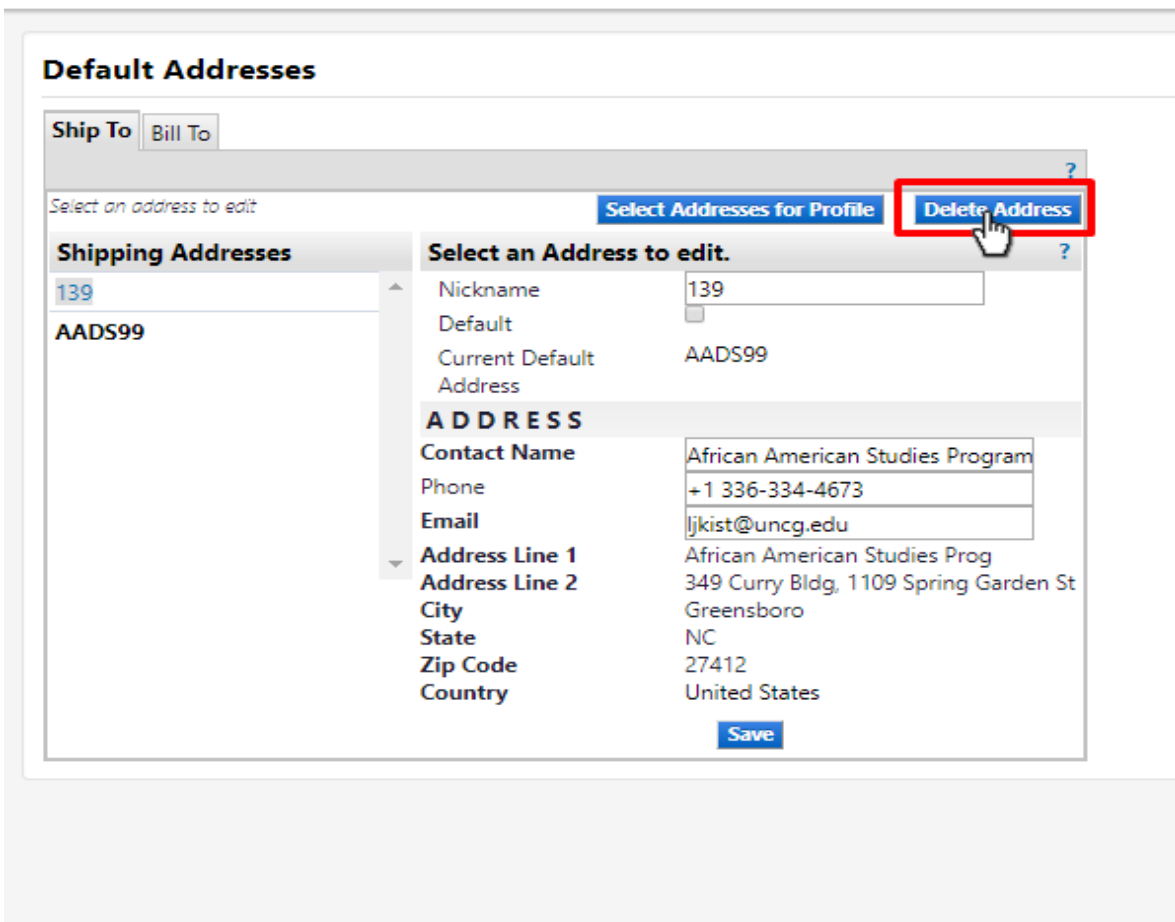 Default Addresses
Ship To Bill To
?
Select an address to edit Select Addresses for Profile Delete Address
Shipping Addresses Select an Address to edit. ?
139 Nickname 139
Default
AADS99 Current Default Address AADS99
ADDRESS
Contact Name African American Studies Program
Phone +1 336-334-4673
Email ljkist@uncg.edu
Address Line 1 African American Studies Prog
Address Line 2 349 Curry Bldg, 1109 Spring Garden St
City Greensboro
State NC
Zip Code 27412
Country United States
Save